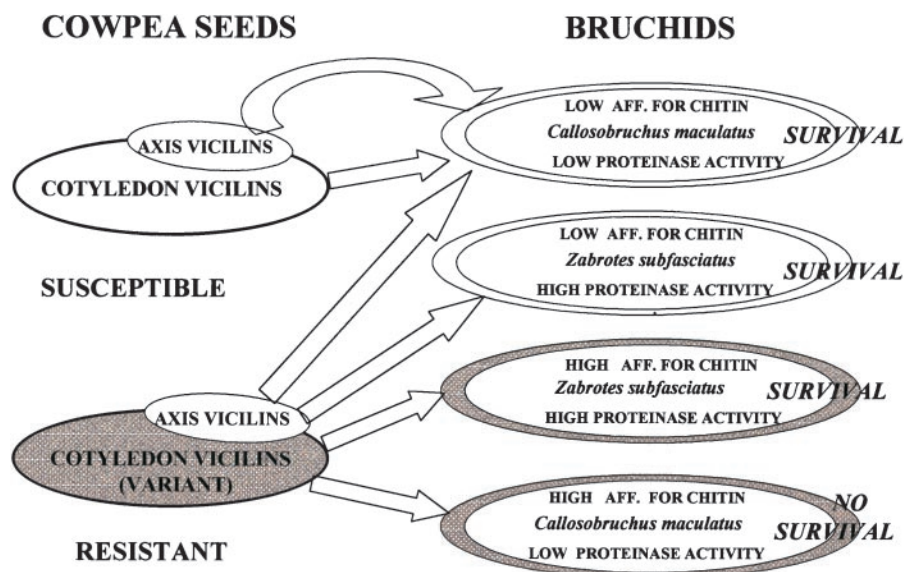 COWPEA SEEDS
BRUCHIDS
AXIS VICILINS
COTYLEDON VICILINS
SUSCEPTIBLE
AXIS VICILINS
COTYLEDON VICILINS
(VARIANT)
RESISTANT
LOW AFF. FOR CHITIN
Callosobruchus maculatus
LOW PROTEINASE ACTIVITY
SURVIVAL
LOW AFF. FOR CHITIN
Zabrotes subfasciatus
HIGH PROTEINASE ACTIVITY
SURVIVAL
HIGH AFF. FOR CHITIN
Zabrotes subfasciatus
HIGH PROTEINASE ACTIVITY
SURVIVAL
HIGH AFF. FOR CHITIN
Callosobruchus maculatus
LOW PROTEINASE ACTIVITY
NO
SURVIVAL